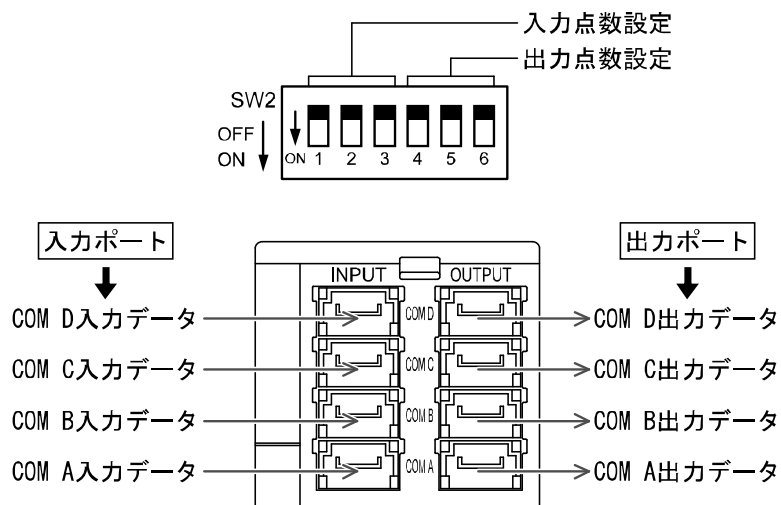 入力点数設定
出力点数設定
SW2
OFF
ON
ON 1 2 3 4 5 6
入力ポート
出力ポート
INPUT OUTPUT
COM D入力データ COM D COM D出力データ
COM C入力データ COM C COM C出力データ
COM B入力データ COM B COM B出力データ
COM A入力データ COM A COM A出力データ